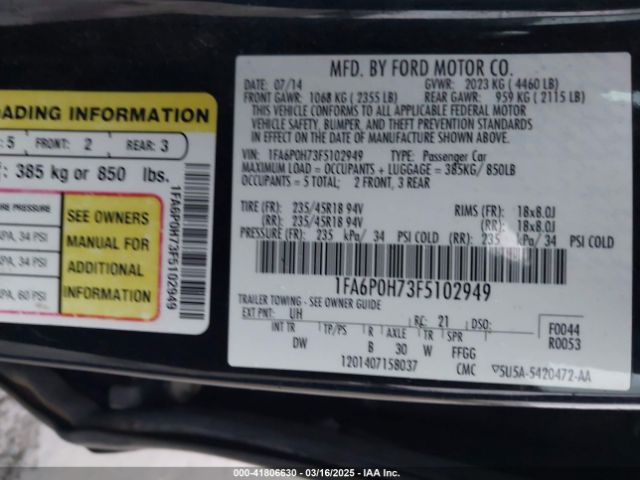 OADING INFORMATION
: 5 FRONT: 2 REAR: 3
: 385 kg or 850 lbs.
RE PRESSURE
PA, 34 PSI
PA, 34 PSI
PA, 60 PSI
SEE OWNERS
MANUAL FOR
ADDITIONAL
INFORMATION
1FA6P0H73F5102949
MFD. BY FORD MOTOR CO.
DATE: 07/14 GVWR: 2023 KG ( 4460 LB)
FRONT GAWR: 1068 KG ( 2355 LB) REAR GAWR: 959 KG ( 2115 LB)
THIS VEHICLE CONFORMS TO ALL APPLICABLE FEDERAL MOTOR
VEHICLE SAFETY, BUMPER, AND THEFT PREVENTION STANDARDS
IN EFFECT ON THE DATE OF MANUFACTURE SHOWN ABOVE.
VIN: 1FA6P0H73F5102949 TYPE: Passenger Car
MAXIMUM LOAD = OCCUPANTS + LUGGAGE = 385KG/ 850LB
OCCUPANTS = 5 TOTAL; 2 FRONT, 3 REAR
TIRE (FR): 235/45R18 94V RIMS (FR): 18x8.0J
(RR): 235/45R18 94V (RR): 18x8.0J
PRESSURE (FR): 235 kPa/ 34 PSI COLD (RR): 235 kPa/ 34 PSI COLD
1FA6P0H73F5102949
TRAILER TOWING - SEE OWNER GUIDE
EXT PNT: UH RC: 21 DSO: F0044
R0053
INT TR TP/PS R AXLE TR SPR
DW B 30 W FFGG
1201407158037 CMC ▽5U5A-5420472-AA
000-41806630 - 03/16/2025 - IAA Inc.